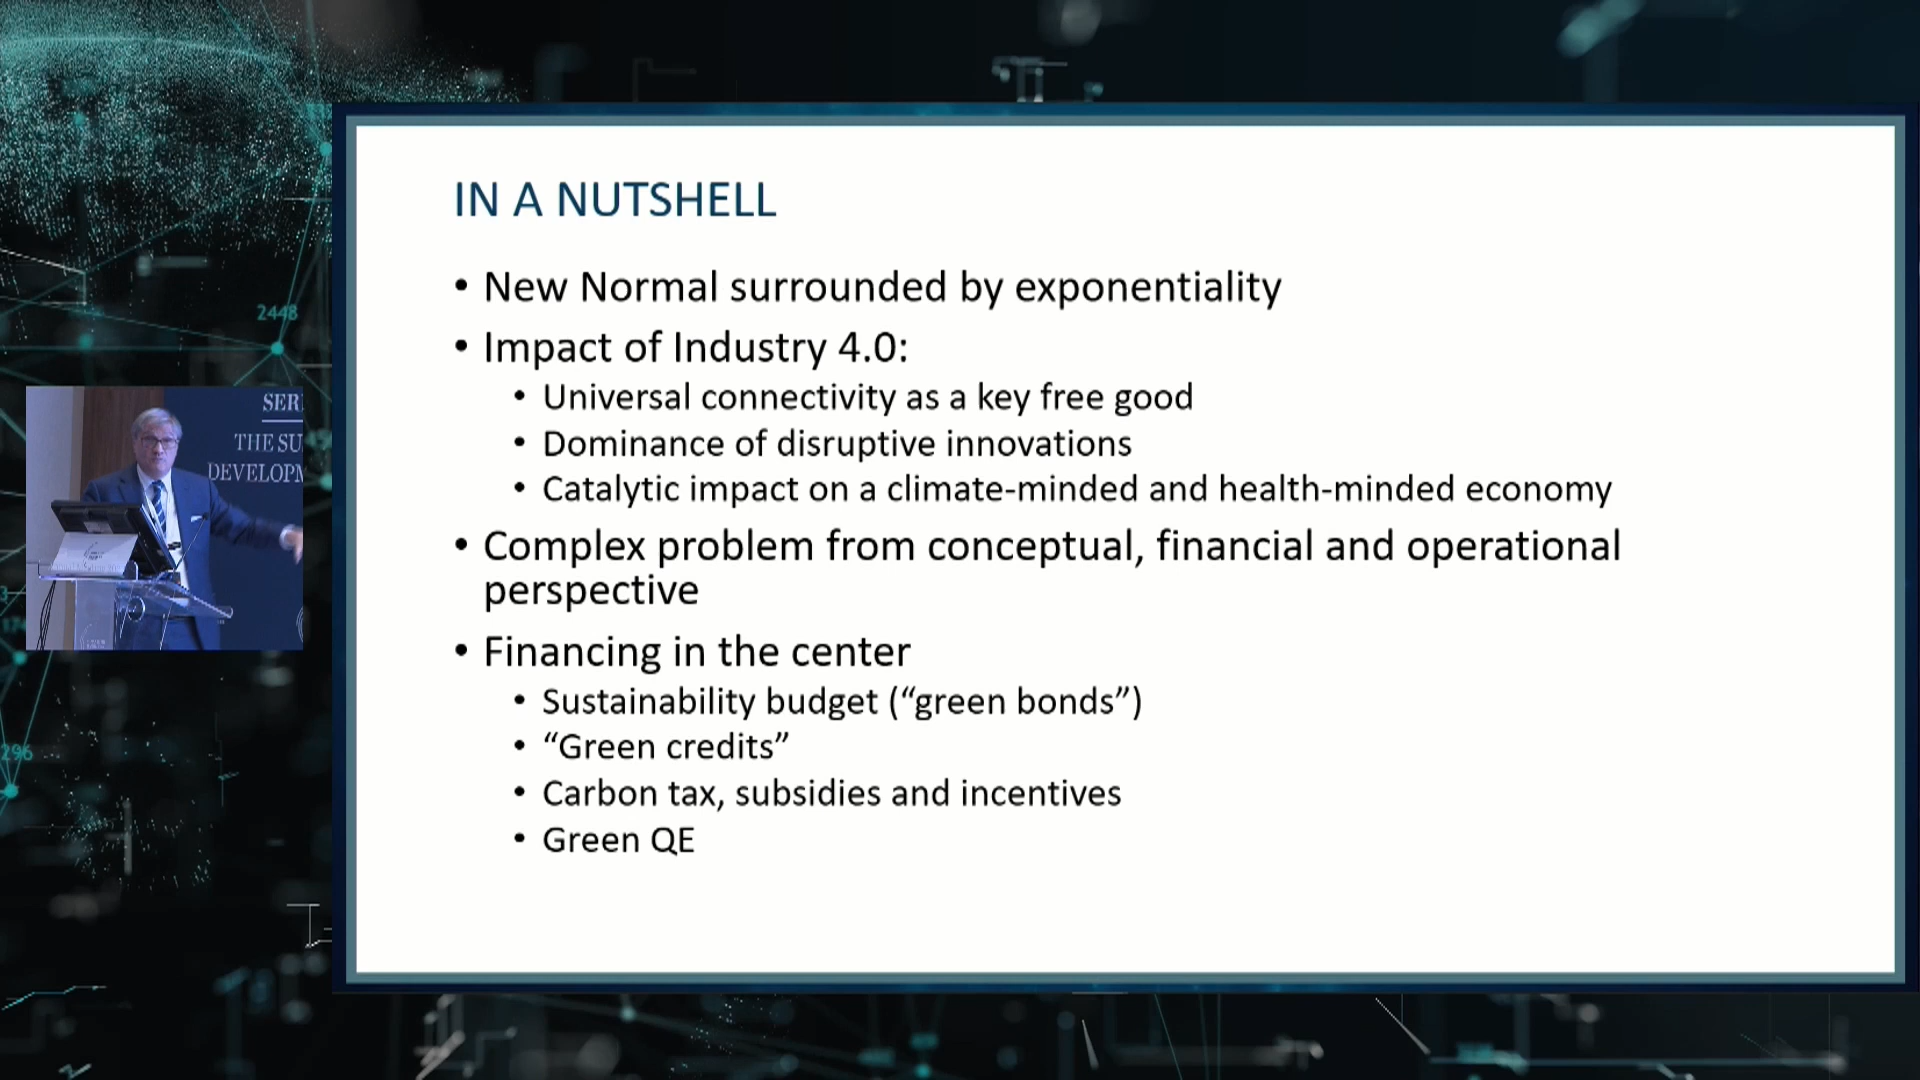 IN A NUTSHELL
• New Normal surrounded by exponentiality
• Impact of Industry 4.0:
• Universal connectivity as a key free good
• Dominance of disruptive innovations
• Catalytic impact on a climate-minded and health-minded economy
• Complex problem from conceptual, financial and operational
perspective
• Financing in the center
• Sustainability budget (“green bonds”)
• “Green credits”
• Carbon tax, subsidies and incentives
• Green QE
2448
SER
THE SU
DEVELOPM
296